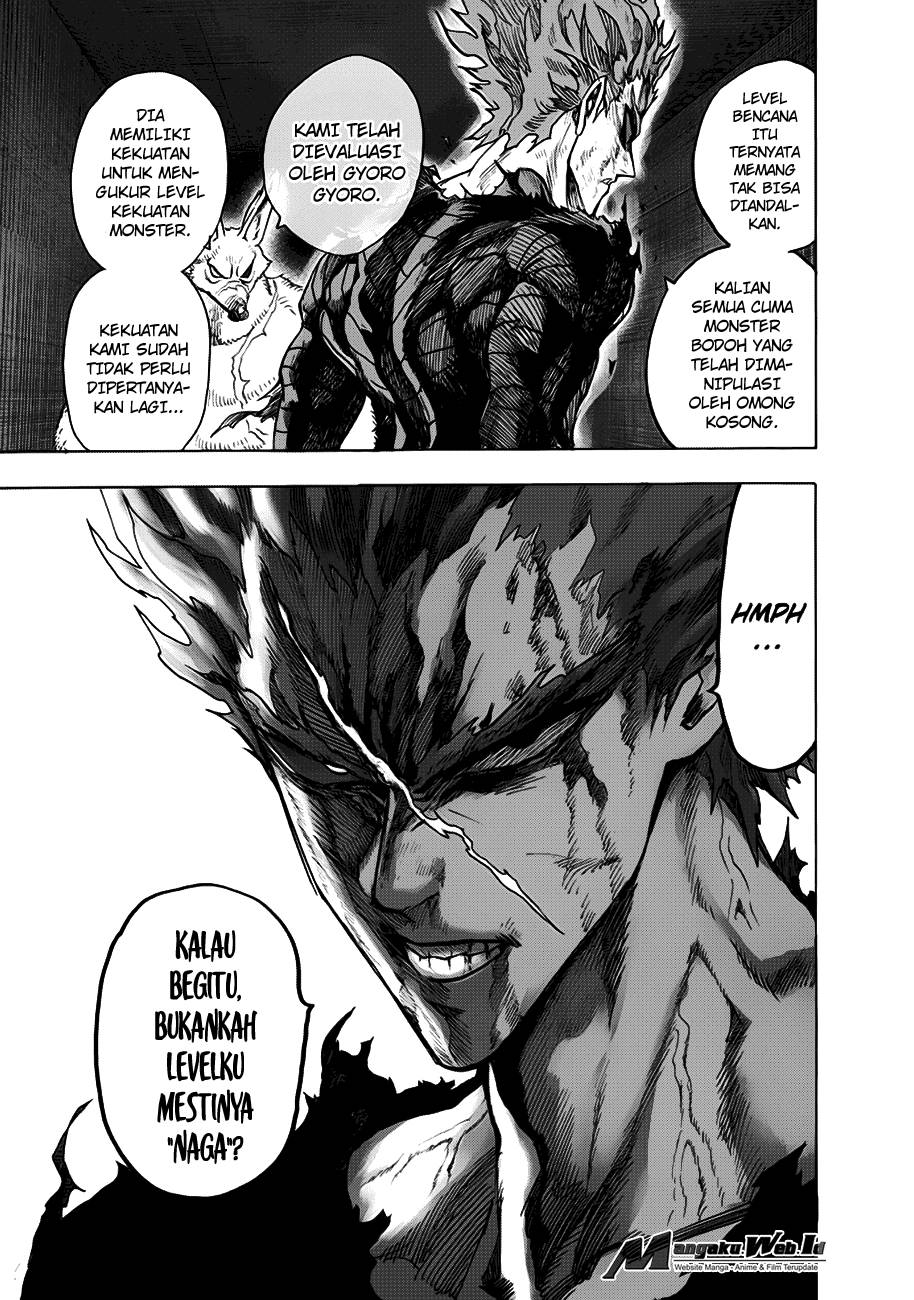 LEVEL
BENCANA
ITU
TERNYATA
MEMANG
TAK BISA
DIANDAL-
KAN.
KALIAN
SEMUA CUMA
MONSTER
BODOH YANG
TELAH DIMA-
NIPULASI
OLEH OMONG
KOSONG.
KAMI TELAH
DIEVALUASI
OLEH GYORO
GYORO.
DIA
MEMILIKI
KEKUATAN
UNTUK MEN-
GUKUR LEVEL
KEKUATAN
MONSTER.
KEKUATAN
KAMI SUDAH
TIDAK PERLU
DIPERTANYA-
KAN LAGI...
HMPH
...
KALAU
BEGITU,
BUKANKAH
LEVELKU
MESTINYA
"NAGA"?
Mangaku.Web.Id
Website Manga - Anime & Film Terupdate